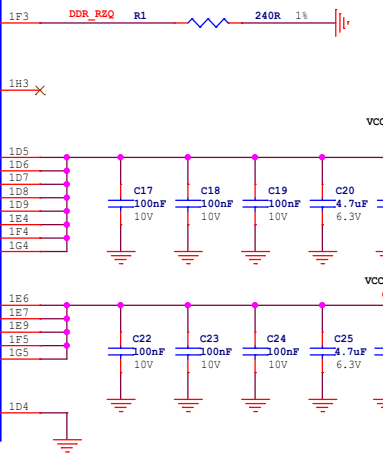 1F3 DDR_RZQ R1 240R 1%
1H3
VCC
1D5
1D6
1D7
1D8
1D9
1E4
1F4
1G4
C17 C18 C19 C20
100nF 100nF 100nF 4.7uF
10V 10V 10V 6.3V
VCC
1E6
1E7
1E9
1F5
1G5
C22 C23 C24 C25
100nF 100nF 100nF 4.7uF
10V 10V 10V 6.3V
1D4